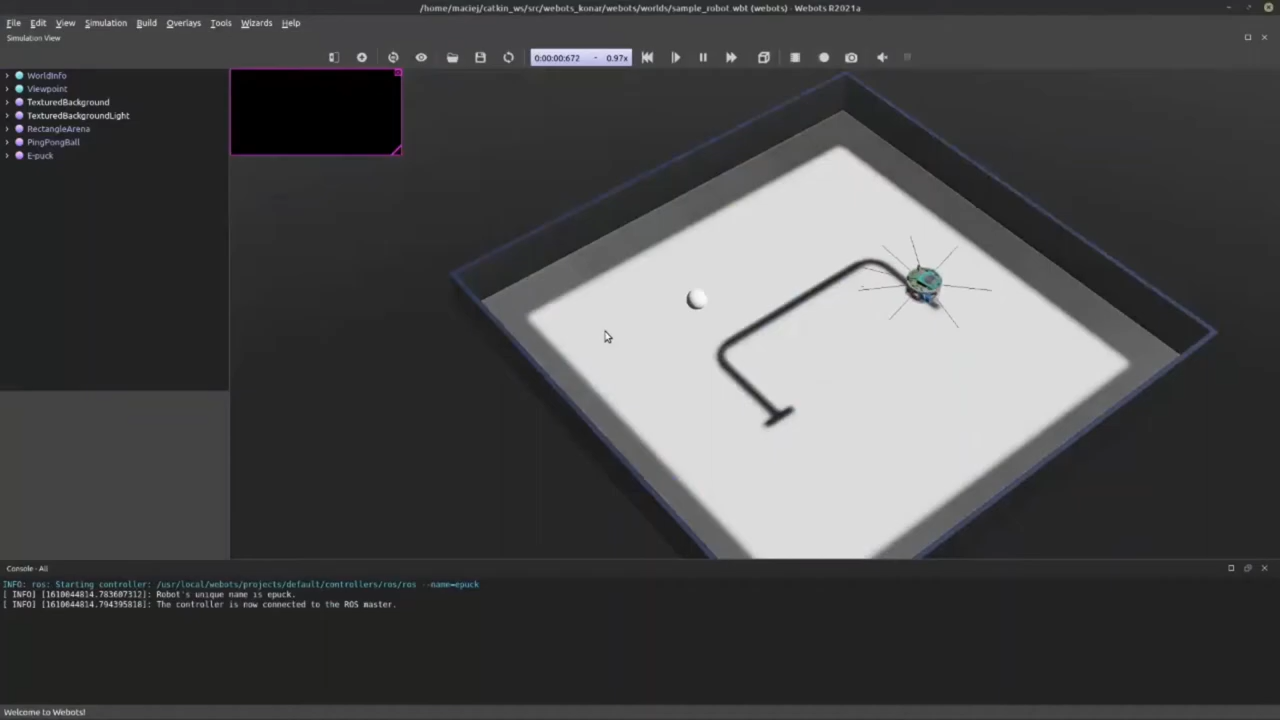 /home/maciej/catkin_ws/src/webots_konar/webots/worlds/sample_robot.wbt (webots) - Webots R2021a
File Edit View Simulation Build Overlays Tools Wizards Help
Simulation View
0:00:00:672 - 0.97x
WorldInfo
Viewpoint
TexturedBackground
TexturedBackgroundLight
RectangleArena
PingPongBall
E-puck
Console - All
INFO: ros: Starting controller: /usr/local/webots/projects/default/controllers/ros/ros --name=epuck
[ INFO] [1610044814.783607312]: Robot's unique name is epuck.
[ INFO] [1610044814.794395818]: The controller is now connected to the ROS master.
Welcome to Webots!